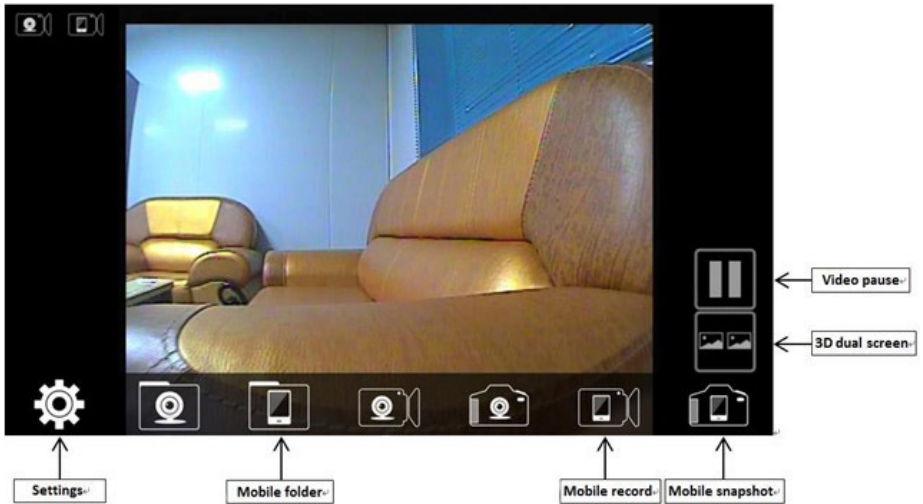 Video pause
3D dual screen
Settings
Mobile folder
Mobile record
Mobile snapshot